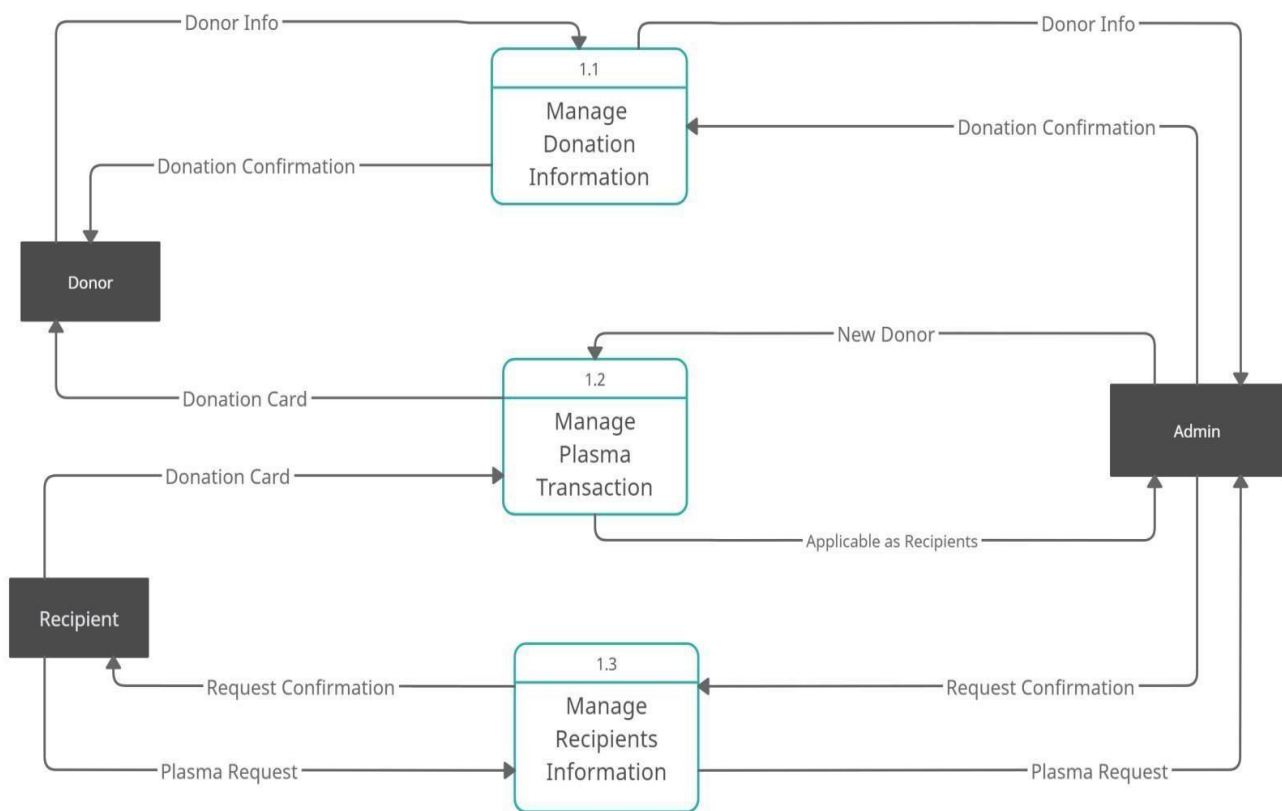 Donor Info
Donor Info
1.1
Manage
Donation
Information
Donation Confirmation
Donation Confirmation
Donor
New Donor
1.2
Manage
Plasma
Transaction
Donation Card
Admin
Donation Card
Applicable as Recipients
Recipient
1.3
Manage
Recipients
Information
Request Confirmation
Request Confirmation
Plasma Request
Plasma Request